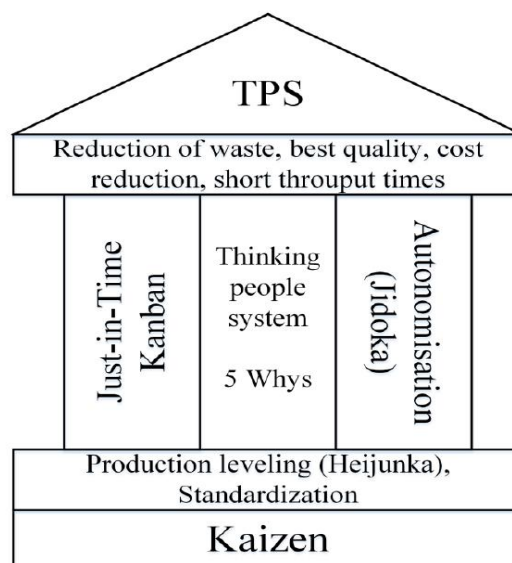 TPS
Reduction of waste, best quality, cost
reduction, short throuput times
Just-in-Time
Kanban
Thinking
people
system
5 Whys
Autonomisation
(Jidoka)
Production leveling (Heijunka),
Standardization
Kaizen